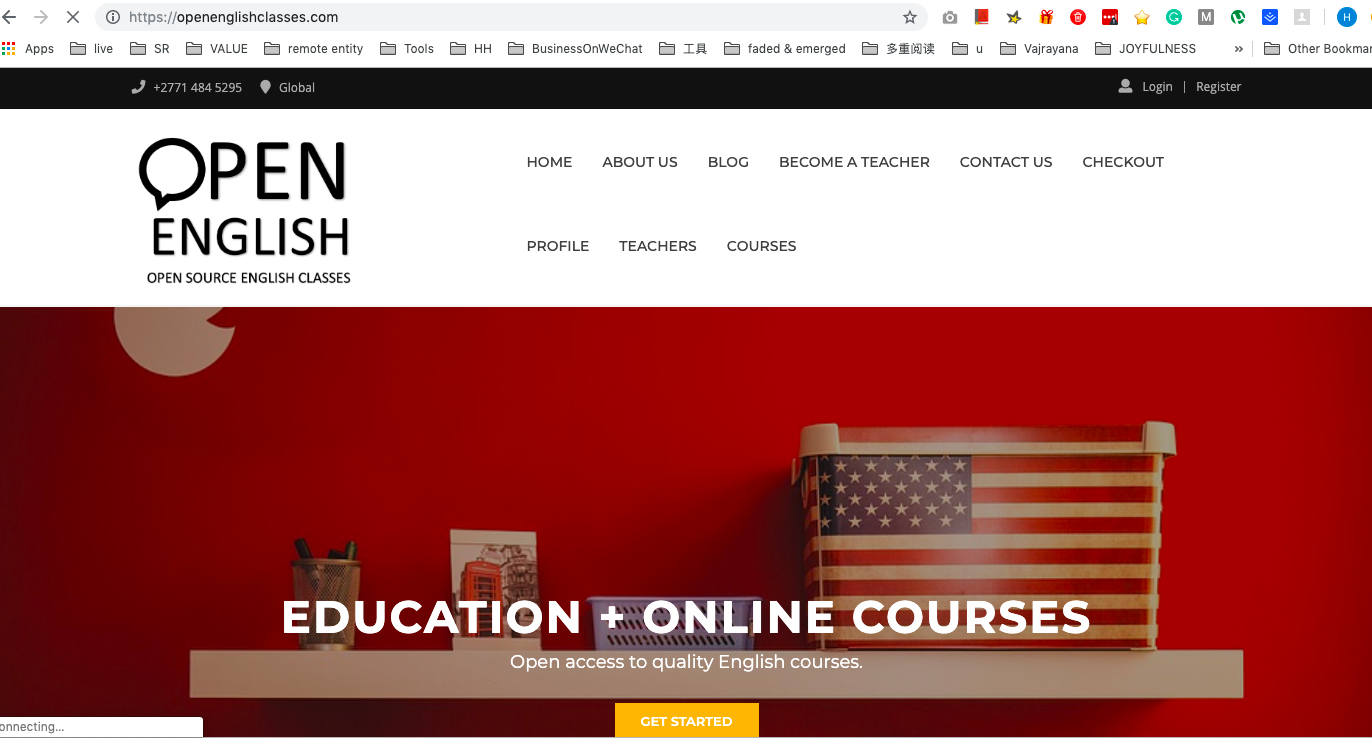 https://openenglishclasses.com
Apps live SR VALUE remote entity Tools HH BusinessOnWeChat 工具 faded & emerged 多重阅读 u Vajrayana JOYFULNESS » Other Bookmar
+2771 484 5295 Global Login | Register
OPEN
ENGLISH
OPEN SOURCE ENGLISH CLASSES
HOME ABOUT US BLOG BECOME A TEACHER CONTACT US CHECKOUT
PROFILE TEACHERS COURSES
EDUCATION + ONLINE COURSES
Open access to quality English courses.
GET STARTED
onnecting...